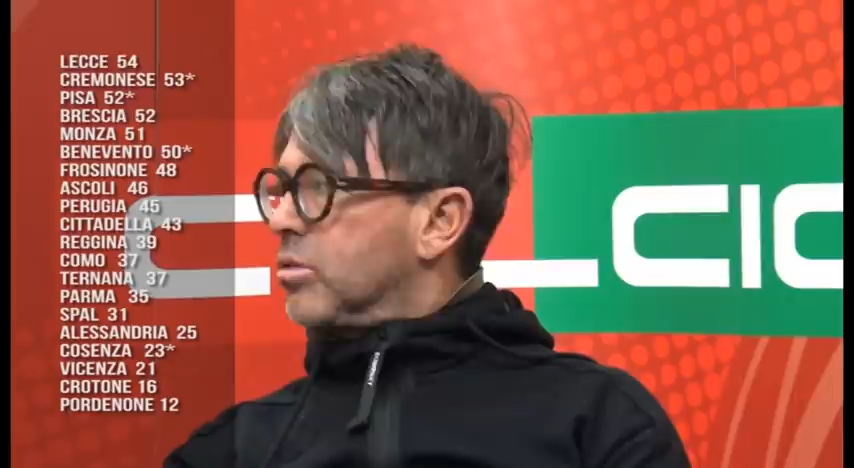 LECCE 54
CREMONESE 53*
PISA 52*
BRESCIA 52
MONZA 51
BENEVENTO 50*
FROSINONE 48
ASCOLI 46
PERUGIA 45
CITTADELLA 43
REGGINA 39
COMO 37
TERNANA 37
PARMA 35
SPAL 31
ALESSANDRIA 25
COSENZA 23*
VICENZA 21
CROTONE 16
PORDENONE 12
CLCIO